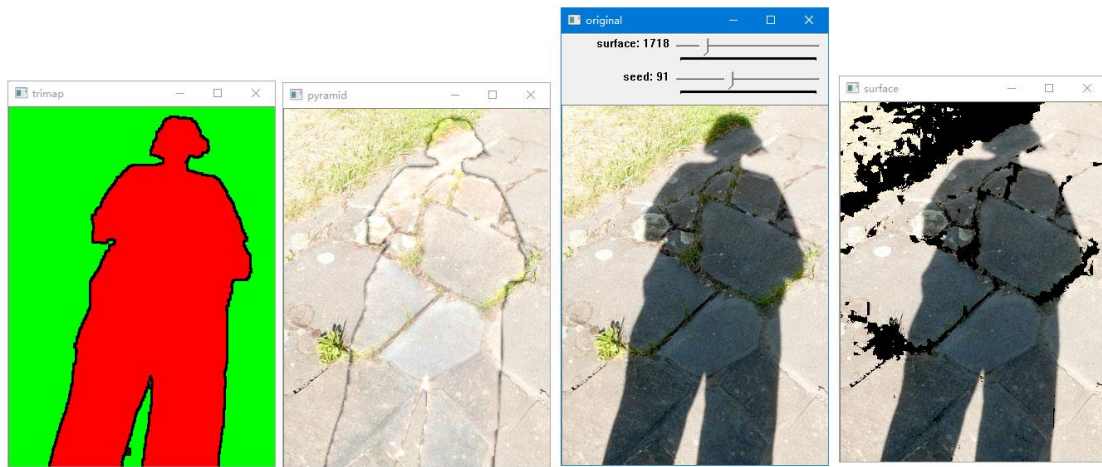 trimap
pyramid
original
surface: 1718
seed: 91
surface